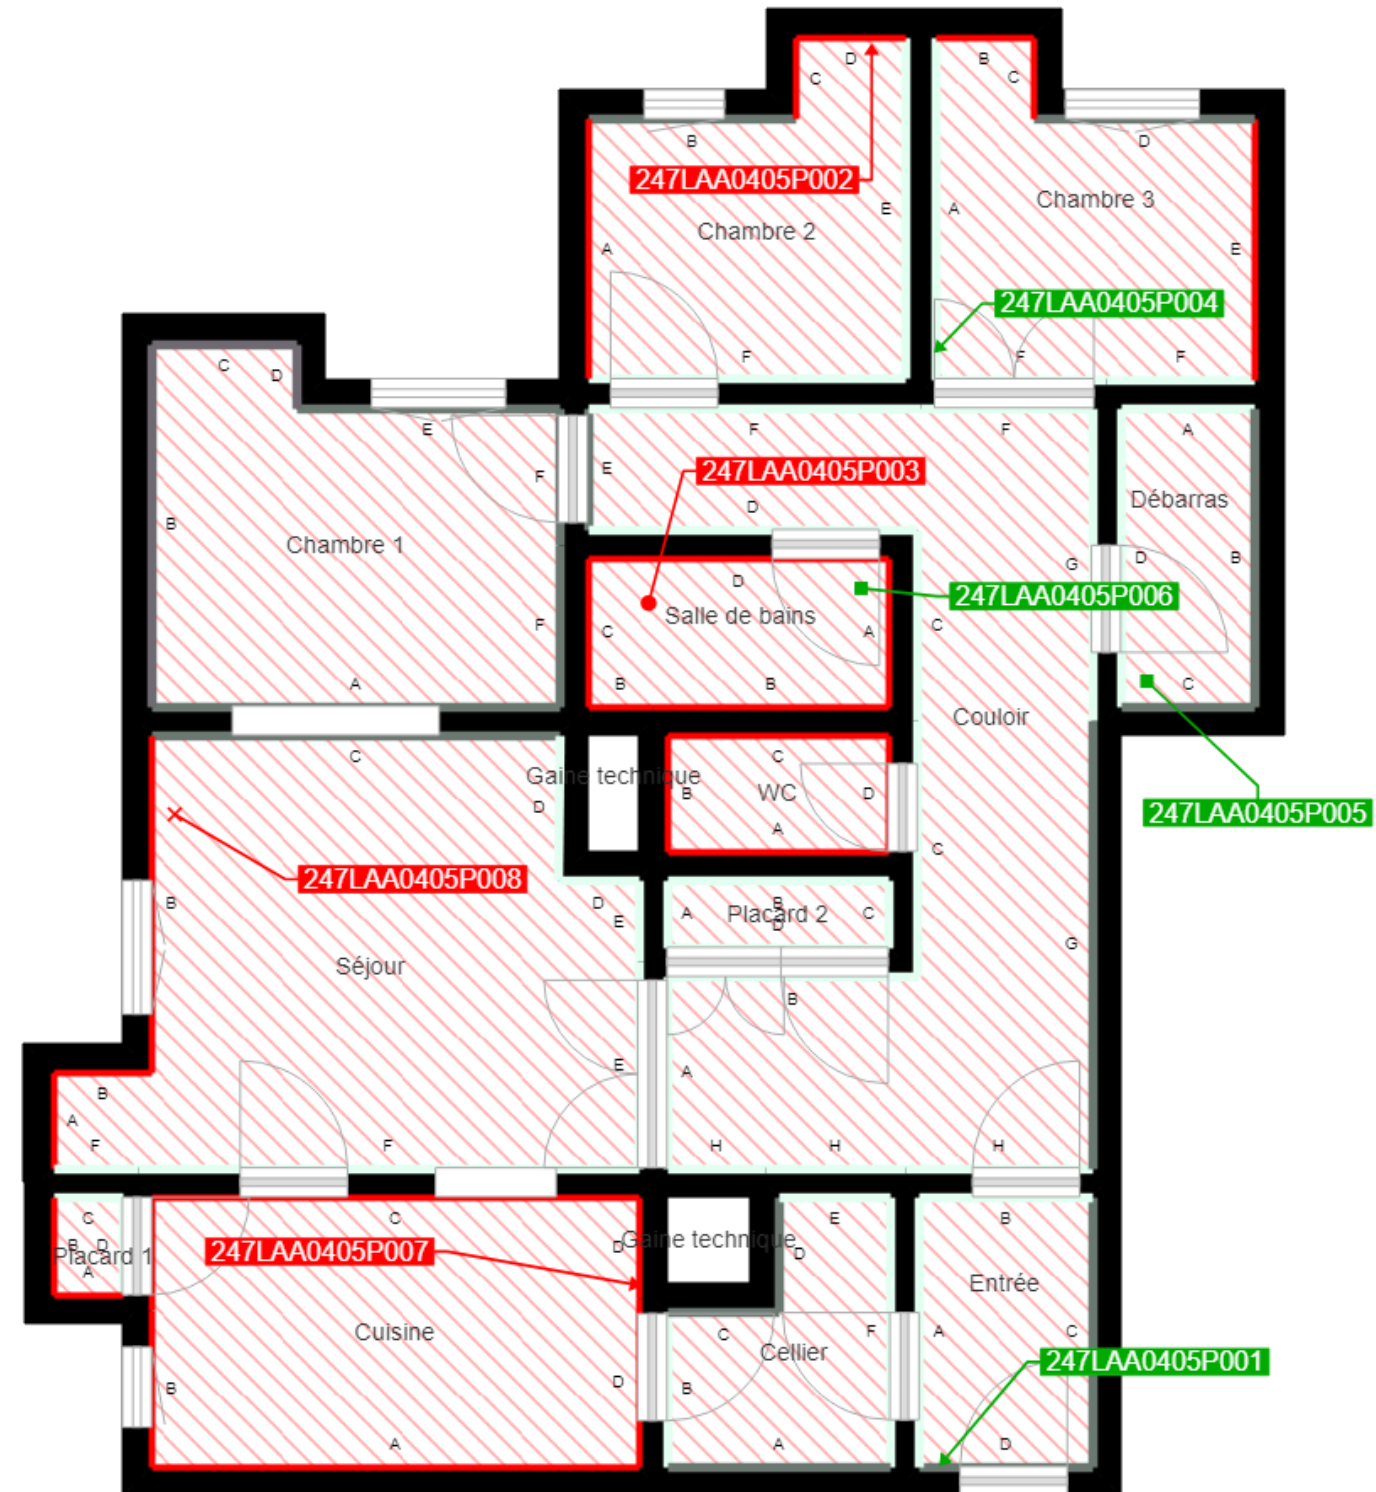 D
B
C
C
B
D
247LAA0405P002
Chambre 3
A
E
Chambre 2
A
E
247LAA0405P004
F
F
F
C
D
E
F
F
A
F
E
247LAA0405P003
B
D
Débarras
Chambre 1
G
D
B
D
247LAA0405P006
Salle de bains
C
A
C
F
A
B
B
C
Couloir
C
C
Gaine technique
B
WC
D
D
A
247LAA0405P005
C
247LAA0405P008
B
D
E
A
Placard 2
B
D
C
G
Séjour
B
E
A
B
A
F
F
H
H
H
C
B
D
Placard 1
A
C
D
247LAA0405P007
Gaine technique
E
D
B
Entrée
Cuisine
C
Cellier
F
A
C
247LAA0405P001
B
D
B
A
A
D